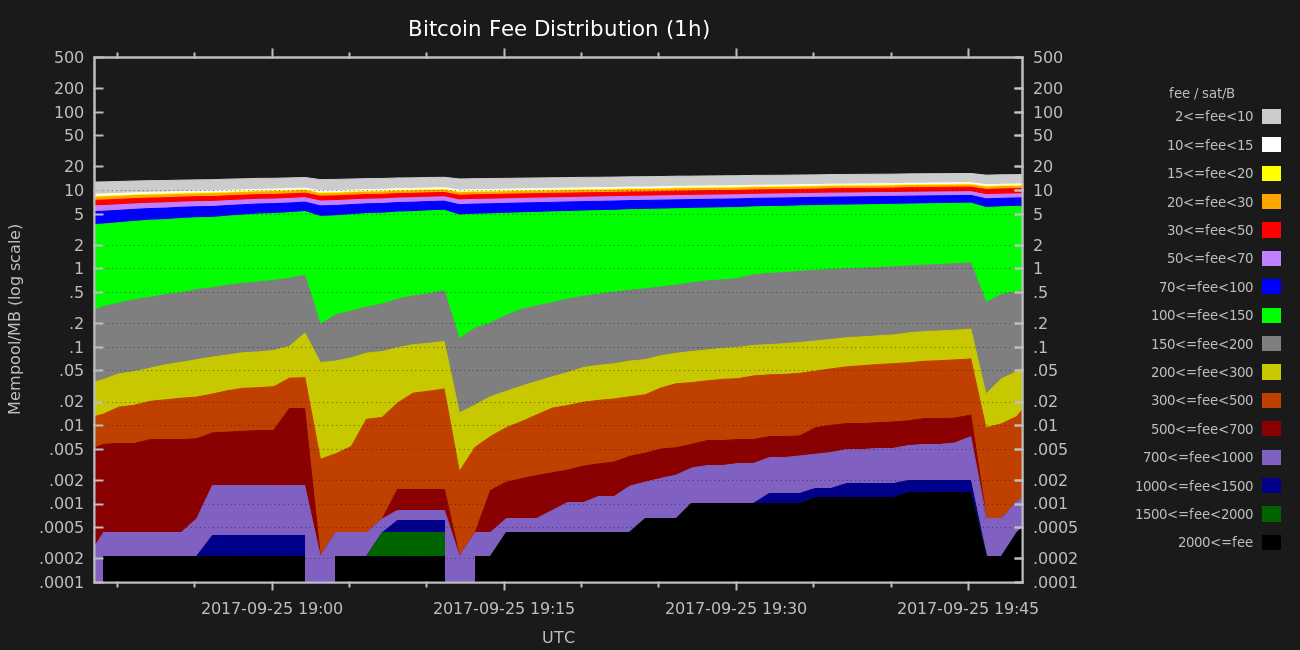 Bitcoin Fee Distribution (1h)
Mempool/MB (log scale)
500
200
100
50
20
10
5
2
1
.5
.2
.1
.05
.02
.01
.005
.002
.001
.0005
.0002
.0001
500
200
100
50
20
10
5
2
1
.5
.2
.1
.05
.02
.01
.005
.002
.001
.0005
.0002
.0001
2017-09-25 19:00
2017-09-25 19:15
2017-09-25 19:30
2017-09-25 19:45
UTC
fee / sat/B
2<=fee<10
10<=fee<15
15<=fee<20
20<=fee<30
30<=fee<50
50<=fee<70
70<=fee<100
100<=fee<150
150<=fee<200
200<=fee<300
300<=fee<500
500<=fee<700
700<=fee<1000
1000<=fee<1500
1500<=fee<2000
2000<=fee